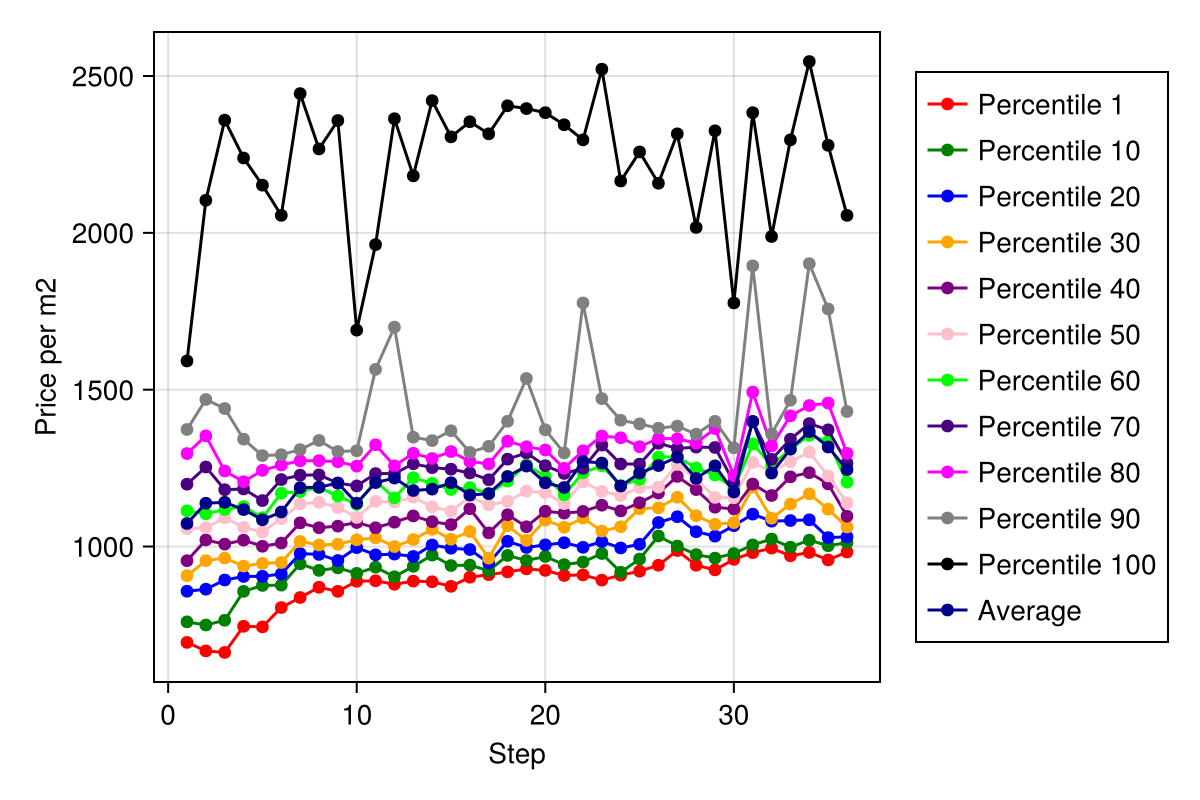 Price per m2
2500
2000
1500
1000
0
10
20
30
Step
Percentile 1
Percentile 10
Percentile 20
Percentile 30
Percentile 40
Percentile 50
Percentile 60
Percentile 70
Percentile 80
Percentile 90
Percentile 100
Average